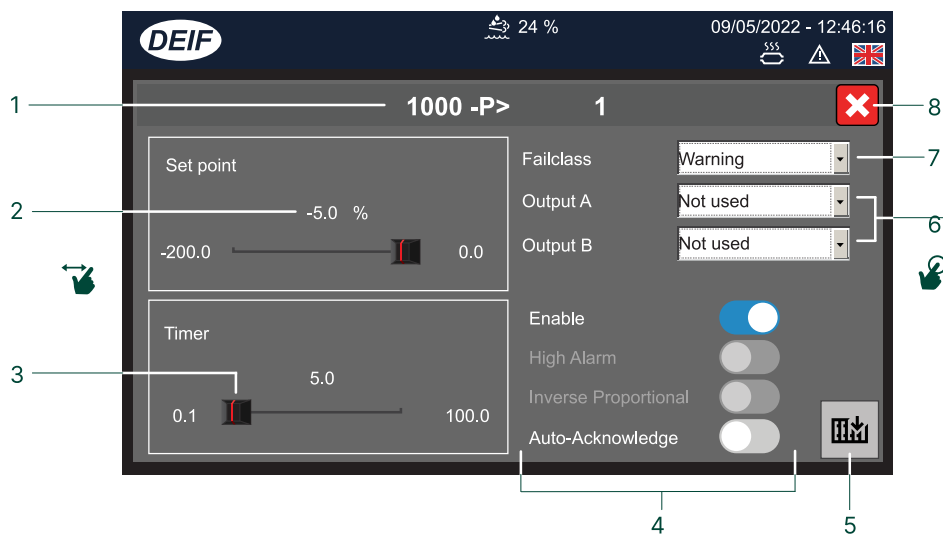 DEIF
24 %
09/05/2022 - 12:46:16
1
1000 -P> 1
8
Set point
2
-5.0 %
-200.0
0.0
Failclass
Warning
7
Output A
Not used
Output B
Not used
6
Timer
3
5.0
0.1
100.0
Enable
High Alarm
Inverse Proportional
Auto-Acknowledge
4
5